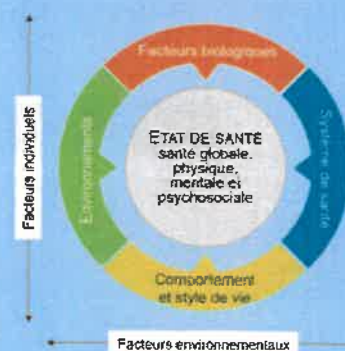 Facteurs biologiques
Facteurs individuels
Environnements
ETAT DE SANTÉ
santé globale,
physique,
mentale et
psychosociale
Système de santé
Comportement
et style de vie
Facteurs environnementaux